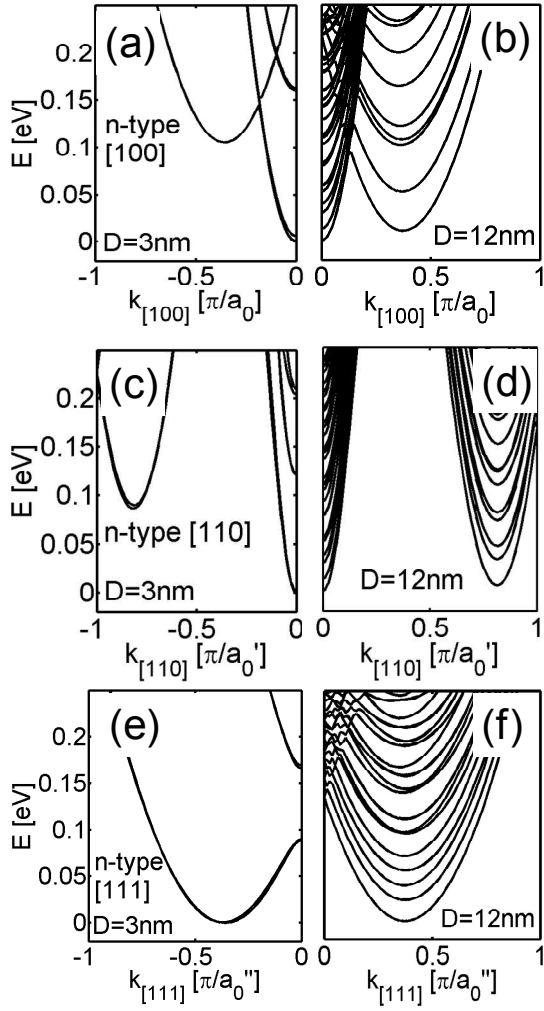 (a)
(b)
0.2
0.15
0.1
0.05
0
E [eV]
n-type
[100]
D=3nm
D=12nm
-1
-0.5
0
0
0.5
1
k[100] [π/a0]
k[100] [π/a0]
(c)
(d)
0.2
0.15
0.1
0.05
0
E [eV]
n-type [110]
D=3nm
D=12nm
-1
-0.5
0
0
0.5
1
k[110] [π/a0']
k[110] [π/a0']
(e)
(f)
0.2
0.15
0.1
0.05
0
E [eV]
n-type
[111]
D=3nm
D=12nm
-1
-0.5
0
0
0.5
1
k[111] [π/a0'']
k[111] [π/a0'']